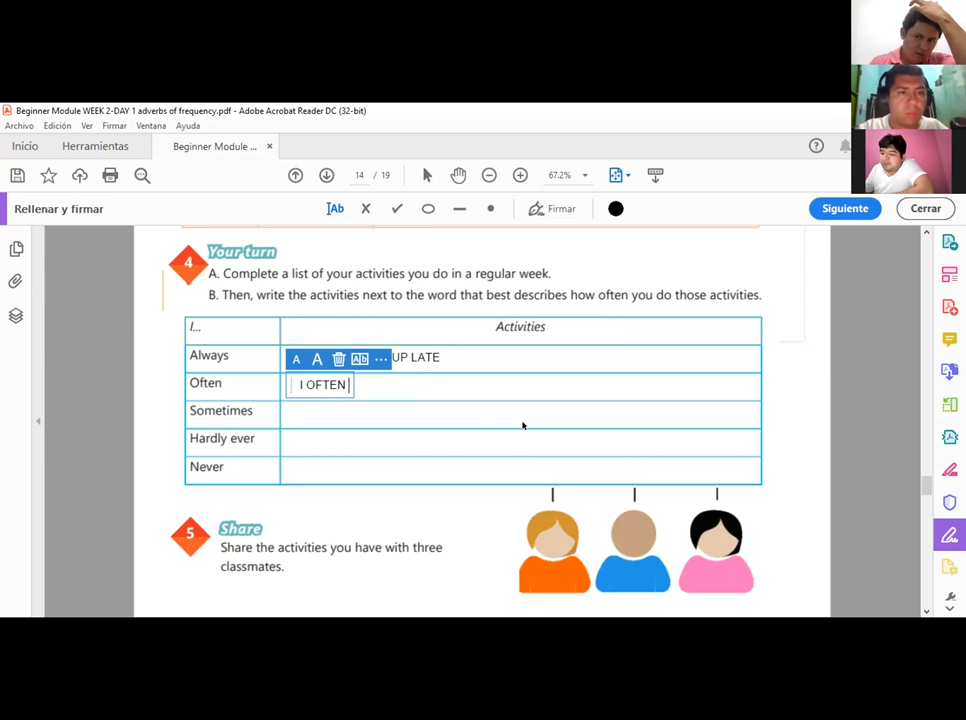 Beginner Module WEEK 2-DAY 1 adverbs of frequency.pdf - Adobe Acrobat Reader DC (32-bit)
Archivo Edición Ver Firmar Ventana Ayuda
Inicio Herramientas Beginner Module ... ×
14 / 19 67.2%
Rellenar y firmar Ab Firmar Siguiente Cerrar
4 Your turn
A. Complete a list of your activities you do in a regular week.
B. Then, write the activities next to the word that best describes how often you do those activities.
I... Activities
Always A A Ab ... UP LATE
Often I OFTEN
Sometimes
Hardly ever
Never
5 Share
Share the activities you have with three
classmates.